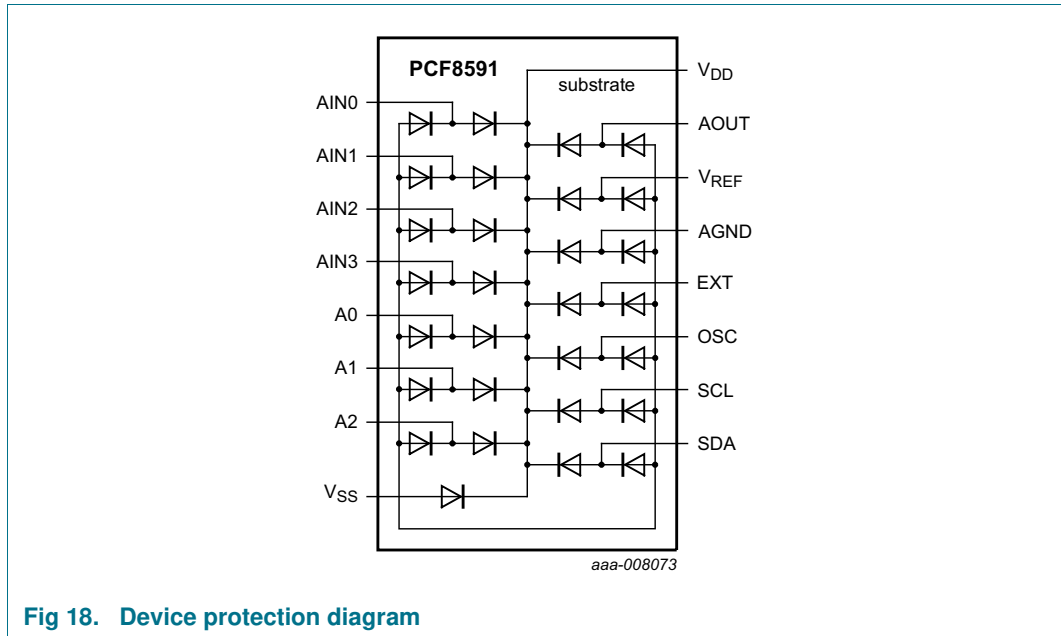 PCF8591
substrate
AIN0
AIN1
AIN2
AIN3
A0
A1
A2
VSS
VDD
AOUT
VREF
AGND
EXT
OSC
SCL
SDA
aaa-008073
Fig 18. Device protection diagram